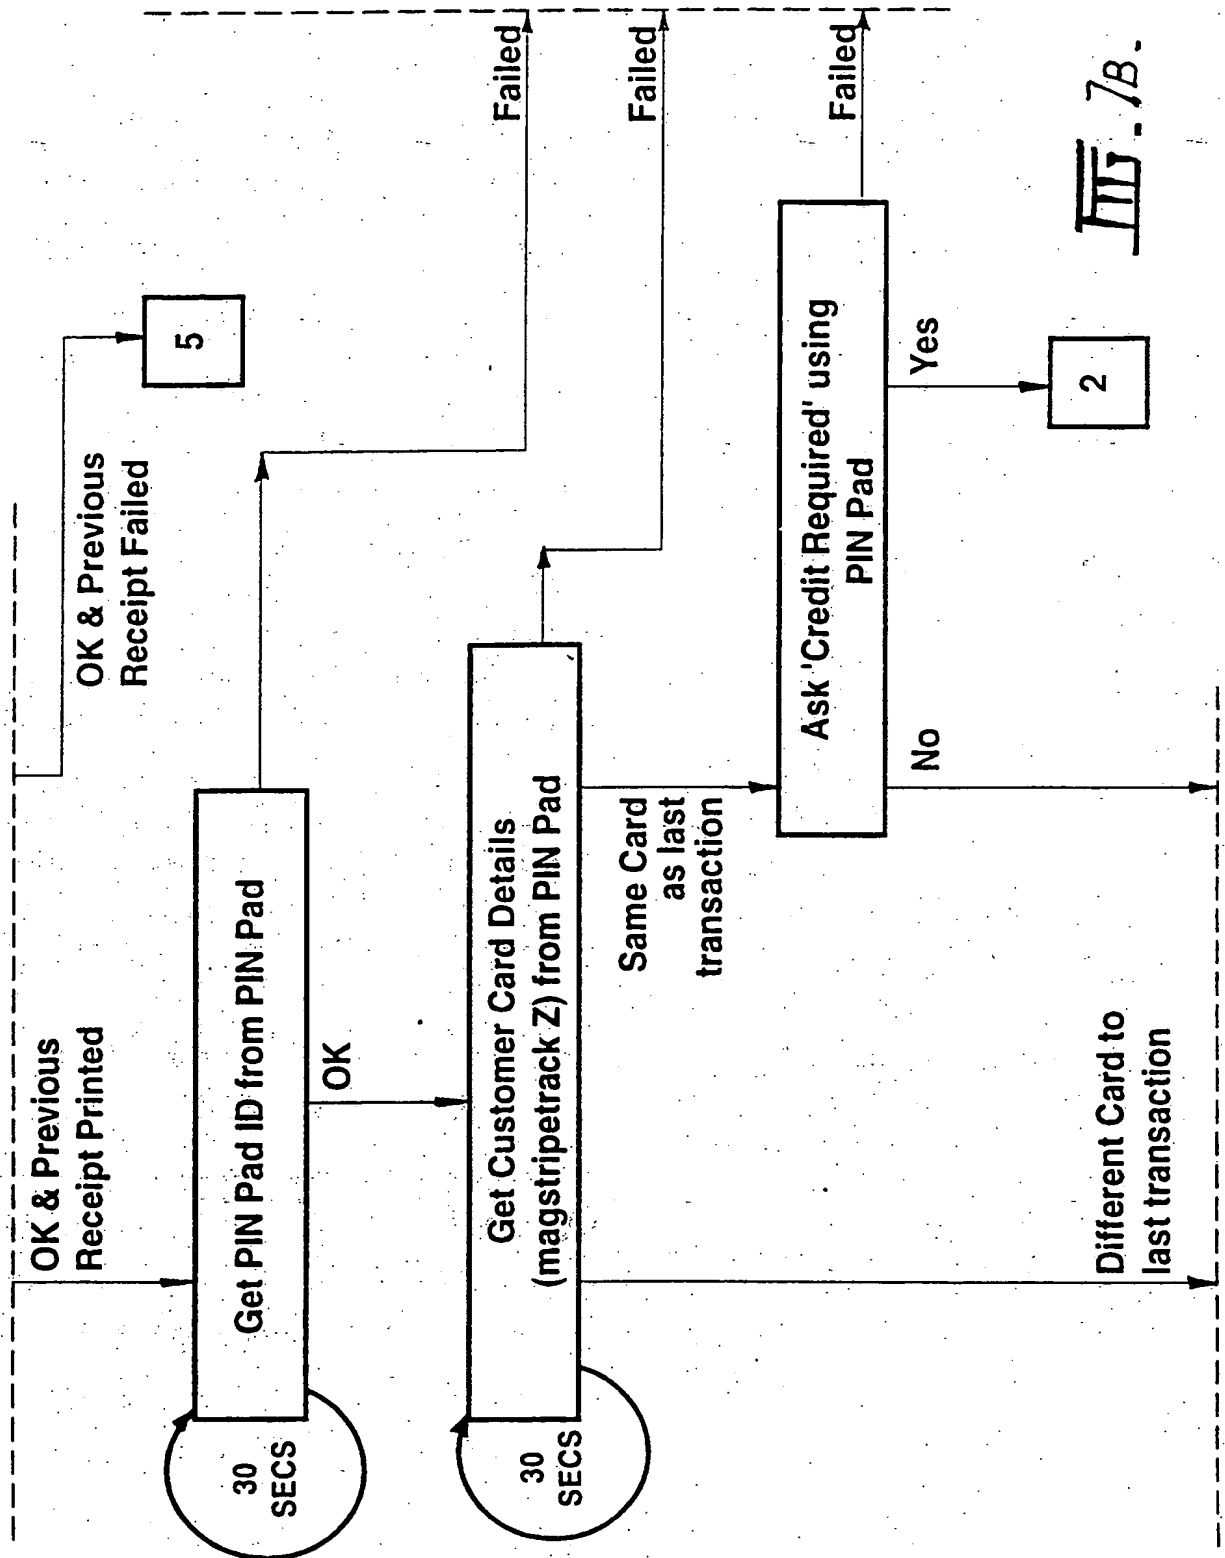 OK & Previous
Receipt Printed
OK & Previous
Receipt Failed
5
30
SECS
Get PIN Pad ID from PIN Pad
OK
Failed
30
SECS
Get Customer Card Details
(magstripetrack Z) from PIN Pad
Failed
Same Card
as last
transaction
Ask 'Credit Required' using
PIN Pad
Failed
No
Yes
2
Different Card to
last transaction
FIG. 7B.